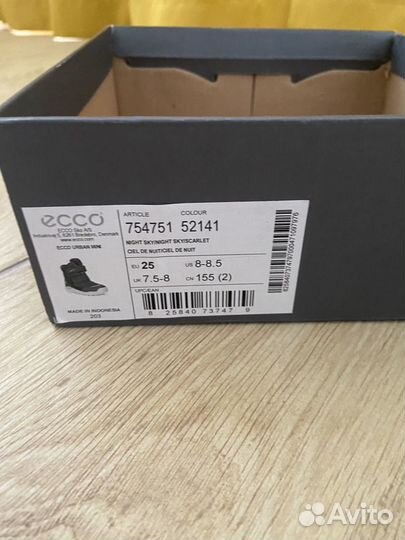 ecco
ECCO Sko A/S
Industrivej 5, 6261 Bredebro, Denmark
www.ecco.com
ECCO URBAN MINI
MADE IN INDONESIA
203
ARTICLE COLOUR
754751 52141
NIGHT SKY/NIGHT SKY/SCARLET
CIEL DE NUIT/CIEL DE NUIT
EU 25 US 8-8.5
UK 7.5-8 CN 155 (2)
UPC/EAN
8 25840 73747 9
Avito